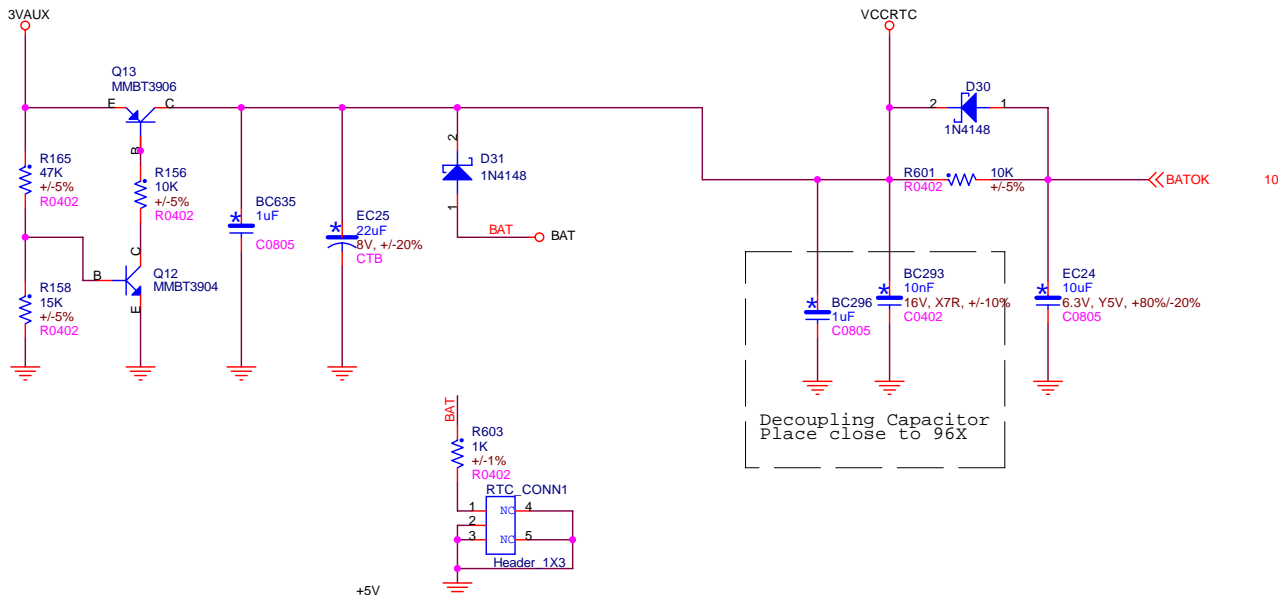 3VAUX
Q13
MMBT3906
E
C
B
R165
47K
+/-5%
R0402
R156
10K
+/-5%
R0402
R158
15K
+/-5%
R0402
B
C
E
Q12
MMBT3904
BC635
1uF
C0805
*
EC25
22uF
8V, +/-20%
CTB
*
2
D31
1N4148
1
BAT
BAT
VCCRTC
D30
2
1
1N4148
R601
R0402
10K
+/-5%
BATOK
10
BC296
1uF
C0805
*
BC293
10nF
16V, X7R, +/-10%
C0402
*
EC24
10uF
6.3V, Y5V, +80%/-20%
C0805
*
Decoupling Capacitor
Place close to 96X
BAT
R603
1K
+/-1%
R0402
RTC_CONN1
1
2
3
NC
NC
4
5
Header_1X3
+5V